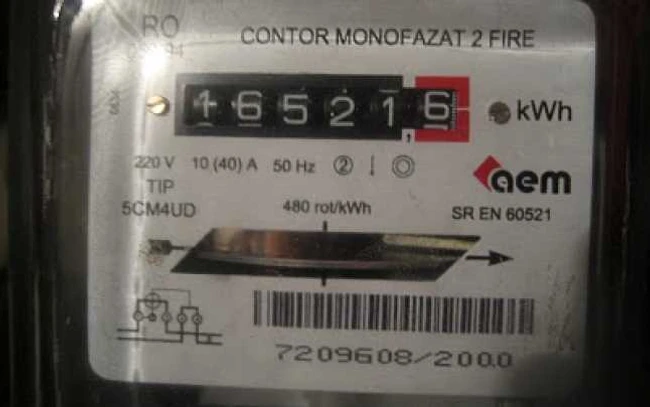 RO
CONTOR MONOFAZAT 2 FIRE
165216 kWh
220 V 10 (40) A 50 Hz 2
TIP
5CM4UD
480 rot/kWh
aem
SR EN 60521
7209608/2000